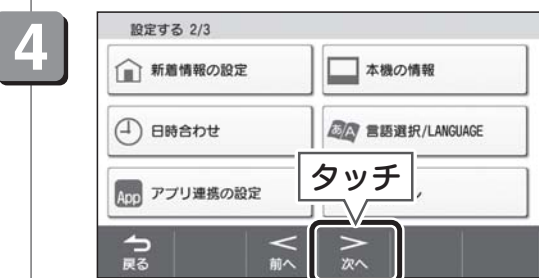 4
設定する 2/3
新着情報の設定
本機の情報
日時合わせ
あ/A 言語選択/LANGUAGE
App アプリ連携の設定
タッチ
戻る
前へ
次へ